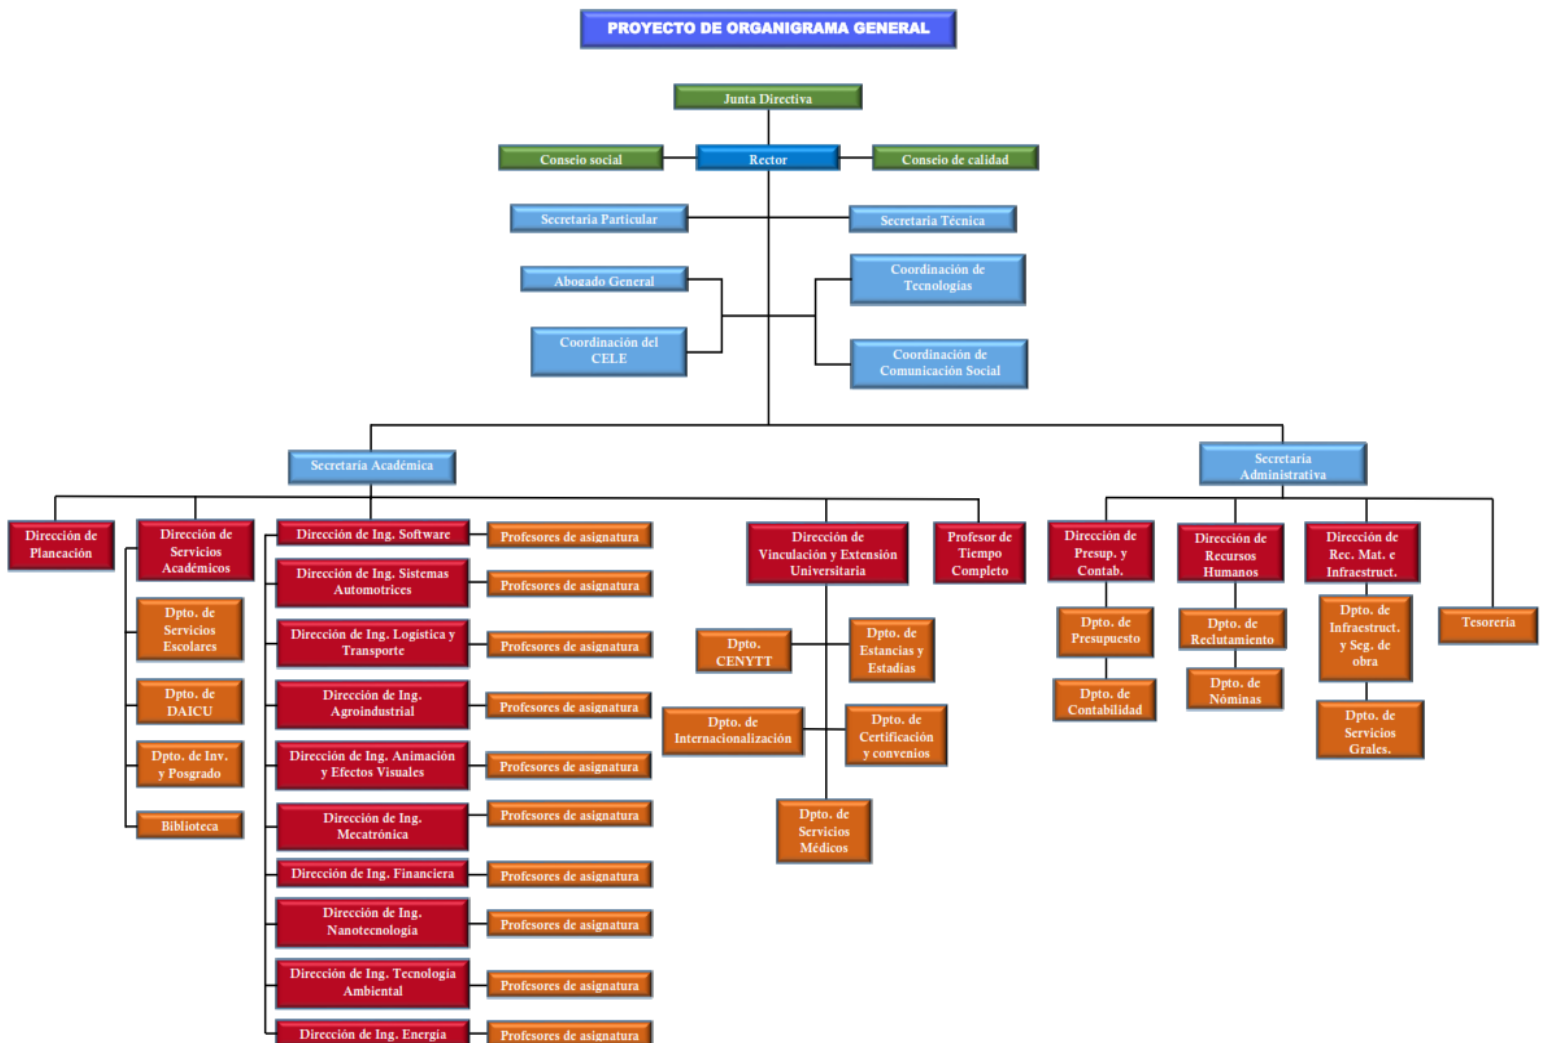 PROYECTO DE ORGANIGRAMA GENERAL
Junta Directiva
Consejo social
Rector
Consejo de calidad
Secretaria Particular
Secretaría Técnica
Abogado General
Coordinación de
Tecnologías
Coordinación del
CELE
Coordinación de
Comunicación Social
Secretaría Académica
Secretaría
Administrativa
Dirección de
Planeación
Dirección de
Servicios
Académicos
Dpto. de
Servicios
Escolares
Dpto. de
DAICU
Dpto. de Inv.
y Posgrado
Biblioteca
Dirección de Ing. Software
Profesores de asignatura
Dirección de Ing. Sistemas
Automotrices
Profesores de asignatura
Dirección de Ing. Logística y
Transporte
Profesores de asignatura
Dirección de Ing.
Agroindustrial
Profesores de asignatura
Dirección de Ing. Animación
y Efectos Visuales
Profesores de asignatura
Dirección de Ing.
Mecatrónica
Profesores de asignatura
Dirección de Ing. Financiera
Profesores de asignatura
Dirección de Ing.
Nanotecnología
Profesores de asignatura
Dirección de Ing. Tecnología
Ambiental
Profesores de asignatura
Dirección de Ing. Energía
Profesores de asignatura
Dirección de
Vinculación y Extensión
Universitaria
Dpto.
CENYTT
Dpto. de
Estancias y
Estadías
Dpto. de
Internacionalización
Dpto. de
Certificación
y convenios
Dpto. de
Servicios
Médicos
Profesor de
Tiempo
Completo
Dirección de
Presup. y
Contab.
Dpto. de
Presupuesto
Dpto. de
Contabilidad
Dirección de
Recursos
Humanos
Dpto. de
Reclutamiento
Dpto. de
Nóminas
Dirección de
Rec. Mat. e
Infraestruct.
Dpto. de
Infraestruct.
y Seg. de
obra
Dpto. de
Servicios
Grales.
Tesorería